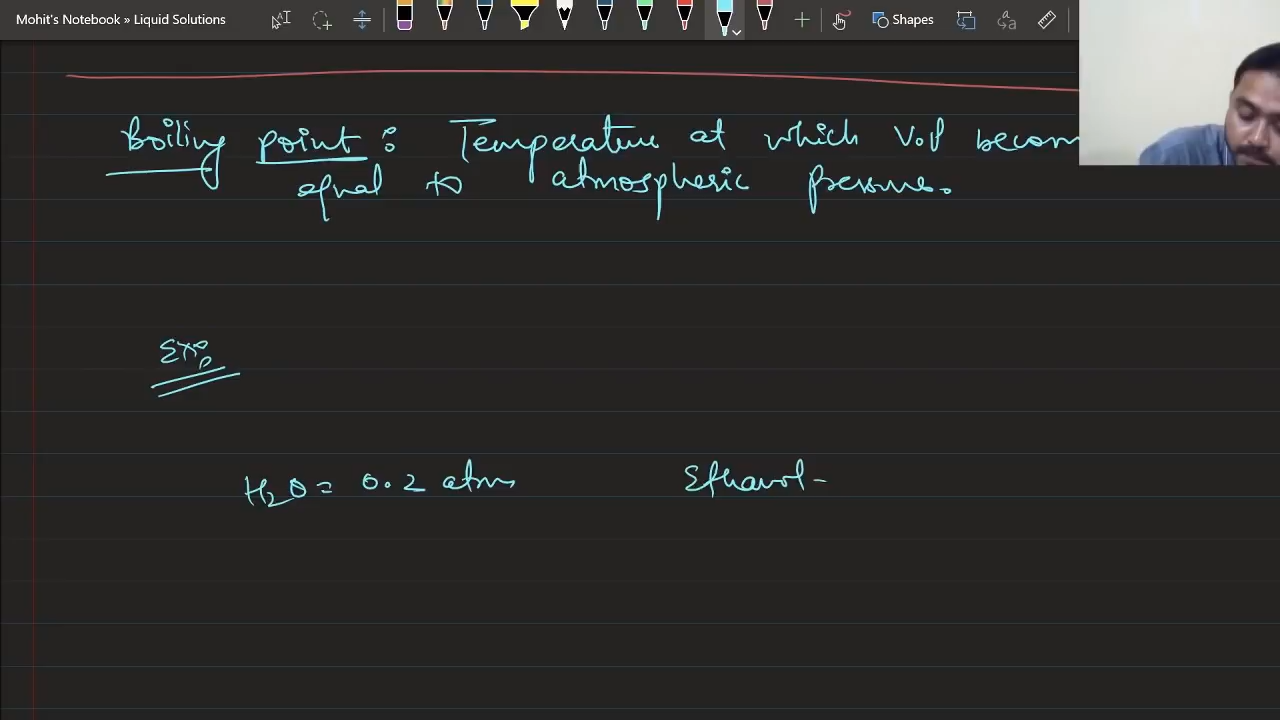 Mohit's Notebook » Liquid Solutions
Shapes
Boiling point : Temperature at which V.P becom
equal to atmospheric pressure.
Exp
H₂O = 0.2 atm Ethanol -